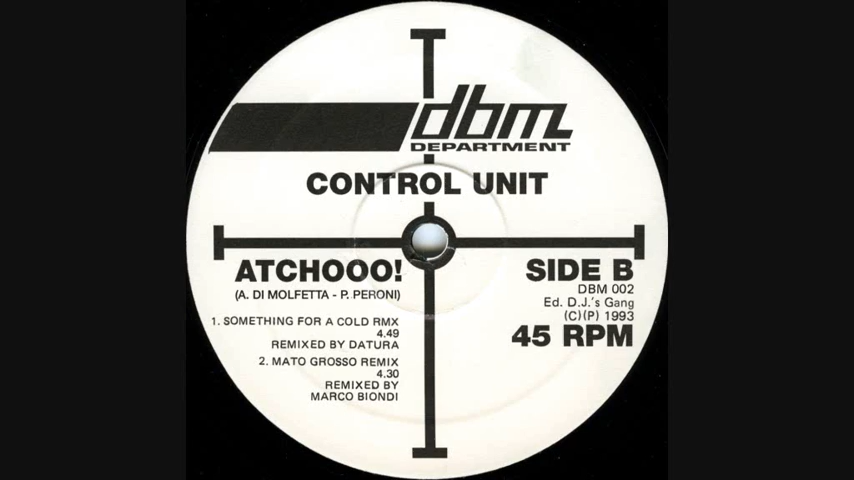 dbm
DEPARTMENT
CONTROL UNIT
ATCHOOO!
(A. DI MOLFETTA - P. PERONI)
1. SOMETHING FOR A COLD RMX
4.49
REMIXED BY DATURA
2. MATO GROSSO REMIX
4.30
REMIXED BY
MARCO BIONDI
SIDE B
DBM 002
Ed. D.J.'s Gang
(C)(P) 1993
45 RPM